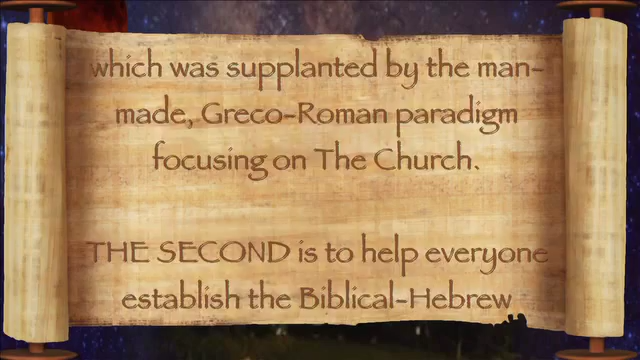 which was supplanted by the man-
made, Greco-Roman paradigm
focusing on The Church.
THE SECOND is to help everyone
establish the Biblical-Hebrew